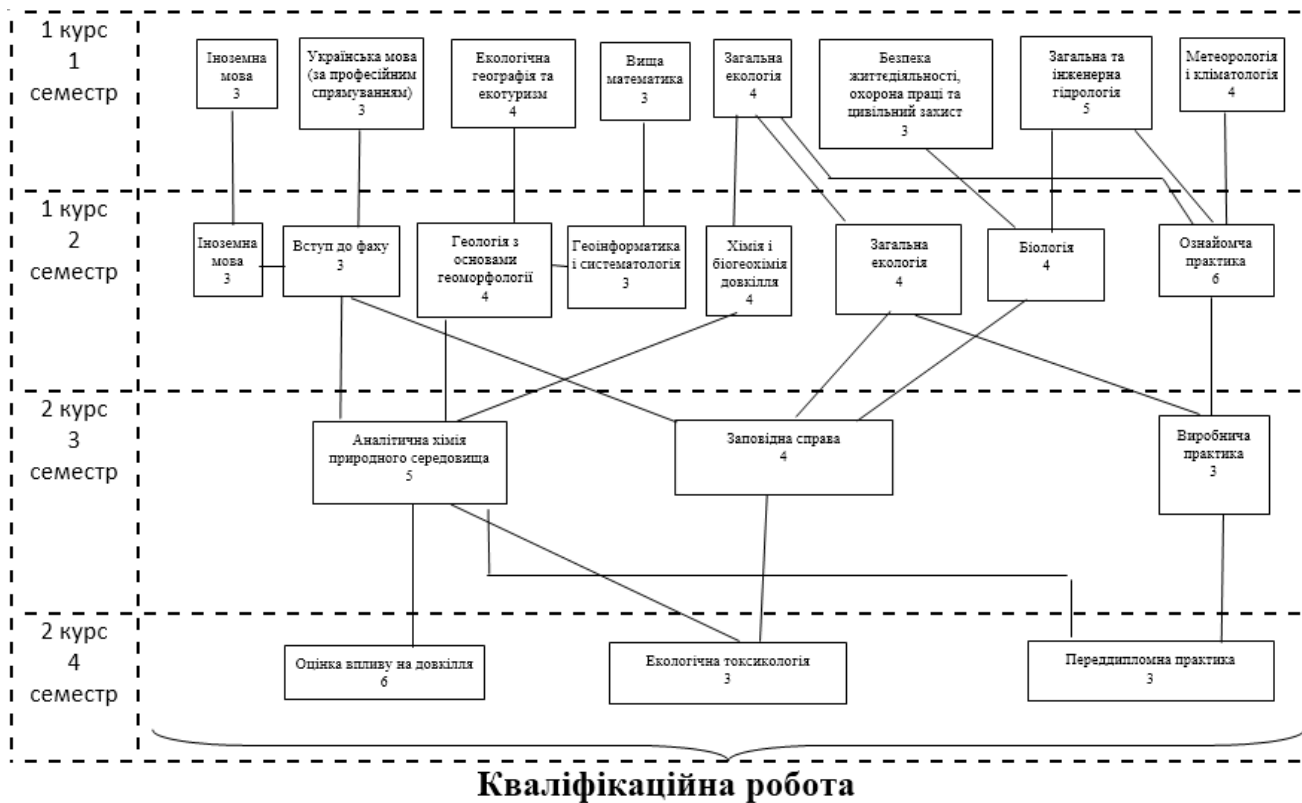 1 курс
1
семестр
Іноземна
мова
3
Українська мова
(за професійним
спрямуванням)
3
Екологічна
географія та
екотуризм
4
Вища
математика
3
Загальна
екологія
4
Безпека
життєдіяльності,
охорона праці та
цивільний захист
3
Загальна та
інженерна
гідрологія
5
Метеорологія
і кліматологія
4
1 курс
2
семестр
Іноземна
мова
3
Вступ до фаху
3
Геологія з
основами
геоморфології
4
Геоінформатика
і систематологія
3
Хімія і
біогеохімія
довкілля
4
Загальна
екологія
4
Біологія
4
Ознайомча
практика
6
2 курс
3
семестр
Аналітична хімія
природного середовища
5
Заповідна справа
4
Виробнича
практика
3
2 курс
4
семестр
Оцінка впливу на довкілля
6
Екологічна токсикологія
3
Переддипломна практика
3
Кваліфікаційна робота